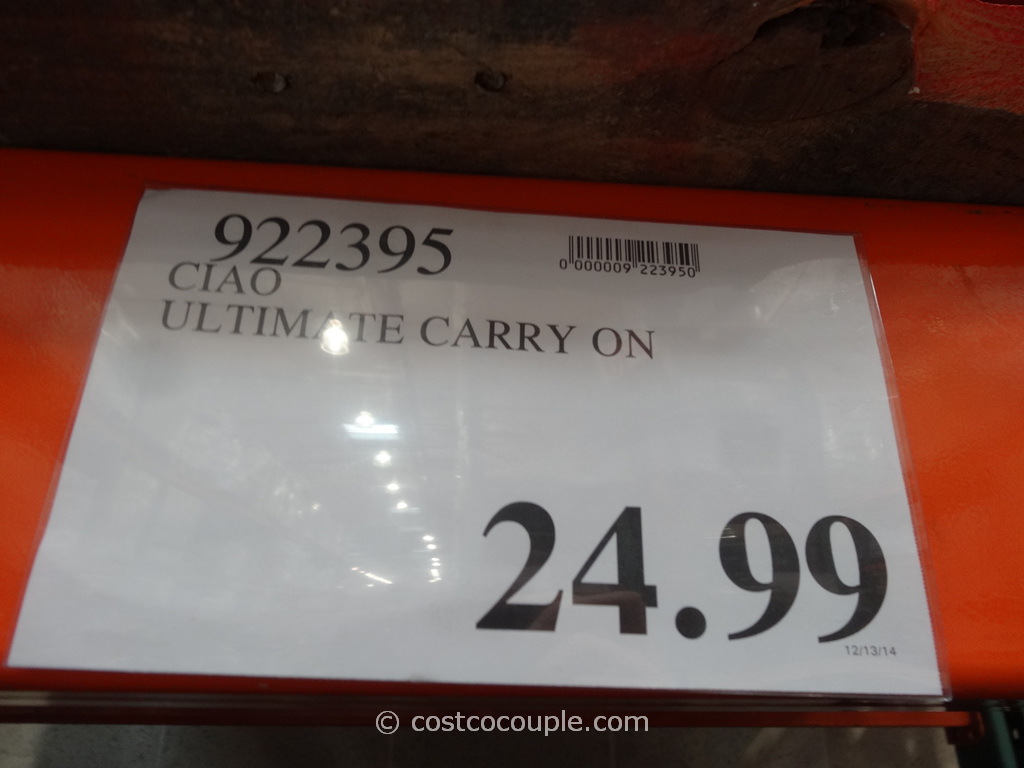 922395
0 000009 223950
CIAO
ULTIMATE CARRY ON
24.99
12/13/14
© costcocouple.com